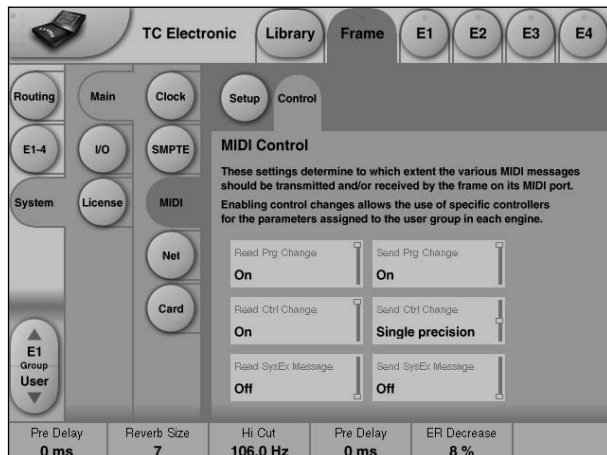 TC Electronic
Library
Frame
E1
E2
E3
E4
Routing
Main
Clock
Setup
Control
E1-4
I/O
SMPTE
MIDI Control
These settings determine to which extent the various MIDI messages
should be transmitted and/or received by the frame on its MIDI port.
Enabling control changes allows the use of specific controllers
for the parameters assigned to the user group in each engine.
System
License
MIDI
Net
Card
Read Prg Change
On
Send Prg Change
On
Read Ctrl Change
On
Send Ctrl Change
Single precision
Read SysEx Message
Off
Send SysEx Message
Off
E1
Group
User
Pre Delay
0 ms
Reverb Size
7
Hi Cut
106.0 Hz
Pre Delay
0 ms
ER Decrease
8 %